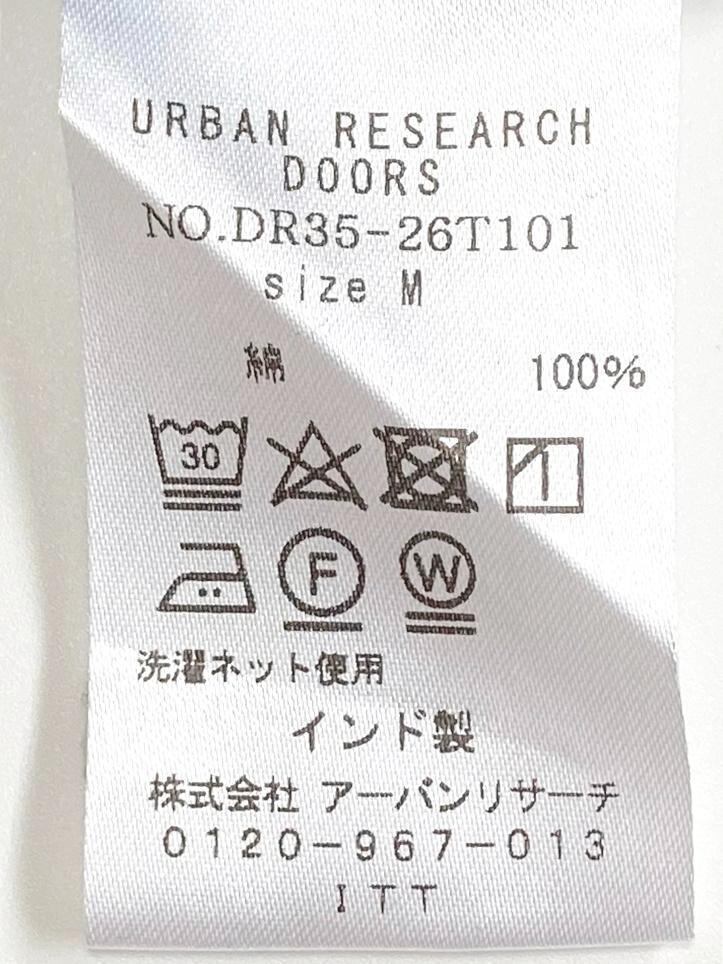 URBAN RESEARCH
DOORS
NO.DR35-26T101
size M
綿 100%
30
F W
洗濯ネット使用
インド製
株式会社 アーバンリサーチ
0120-967-013
ITT